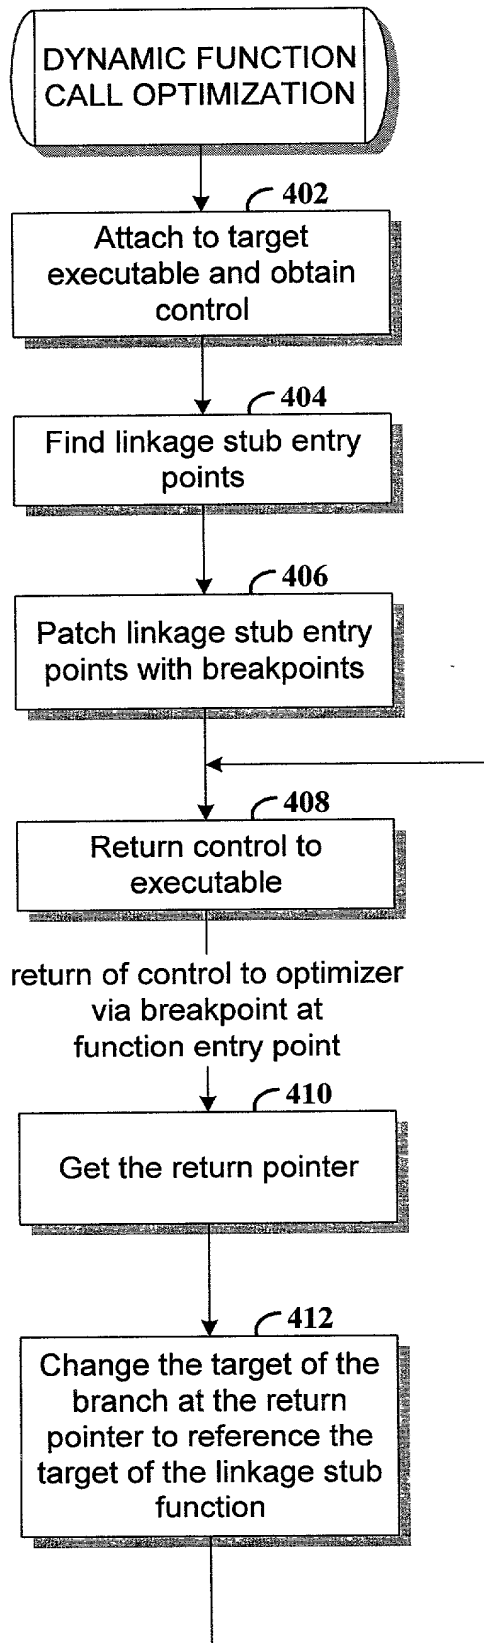 DYNAMIC FUNCTION
CALL OPTIMIZATION
402
Attach to target
executable and obtain
control
404
Find linkage stub entry
points
406
Patch linkage stub entry
points with breakpoints
408
Return control to
executable
return of control to optimizer
via breakpoint at
function entry point
410
Get the return pointer
412
Change the target of the
branch at the return
pointer to reference the
target of the linkage stub
function